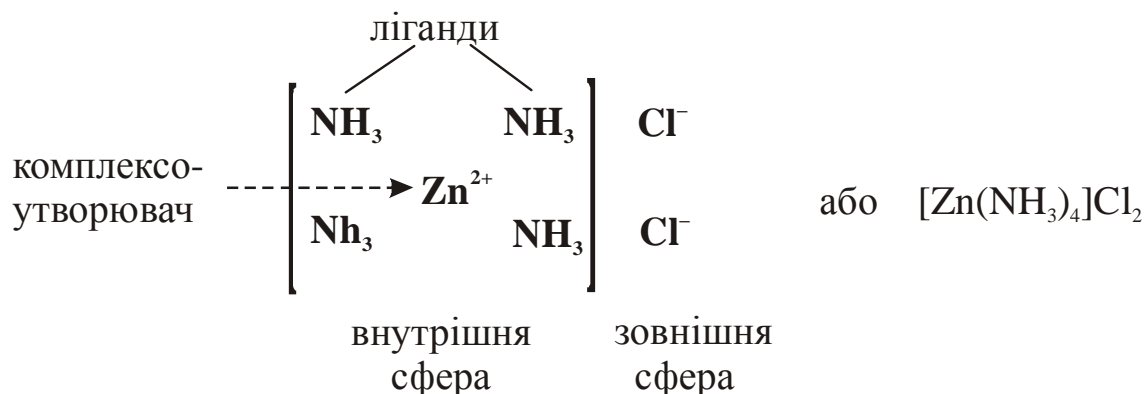 ліганди
NH₃ NH₃ Cl⁻
комплексо-
утворювач
Zn²⁺
або [Zn(NH₃)₄]Cl₂
Nh₃ NH₃ Cl⁻
внутрішня зовнішня
сфера сфера